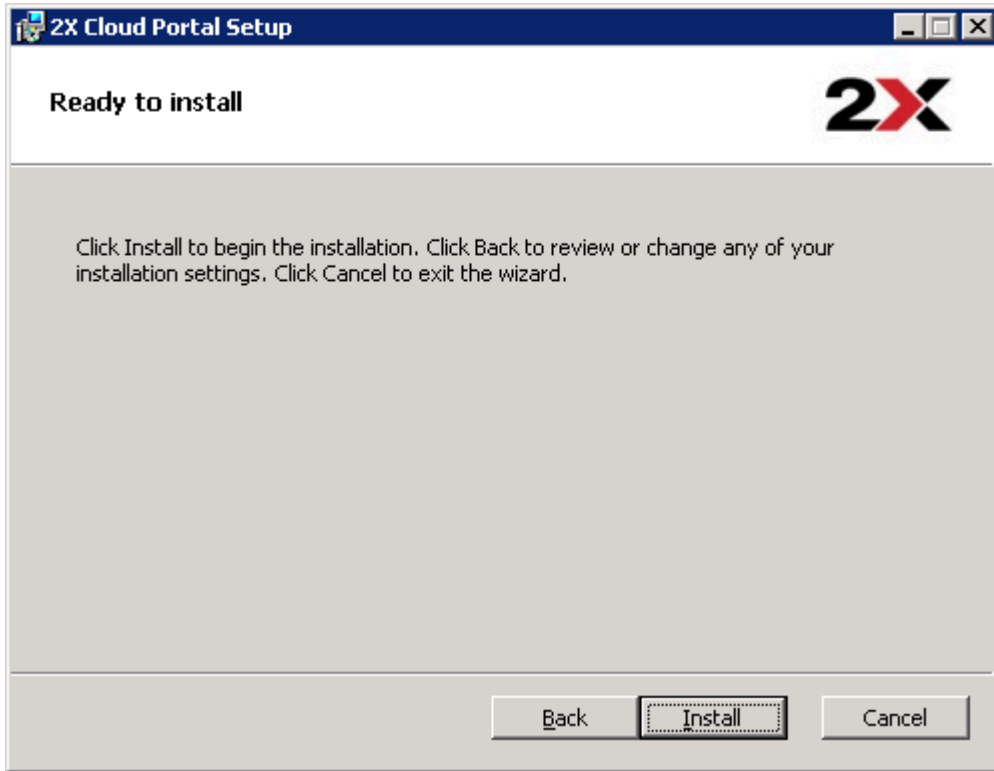 2X Cloud Portal Setup
Ready to install
2X
Click Install to begin the installation. Click Back to review or change any of your
installation settings. Click Cancel to exit the wizard.
Back Install Cancel